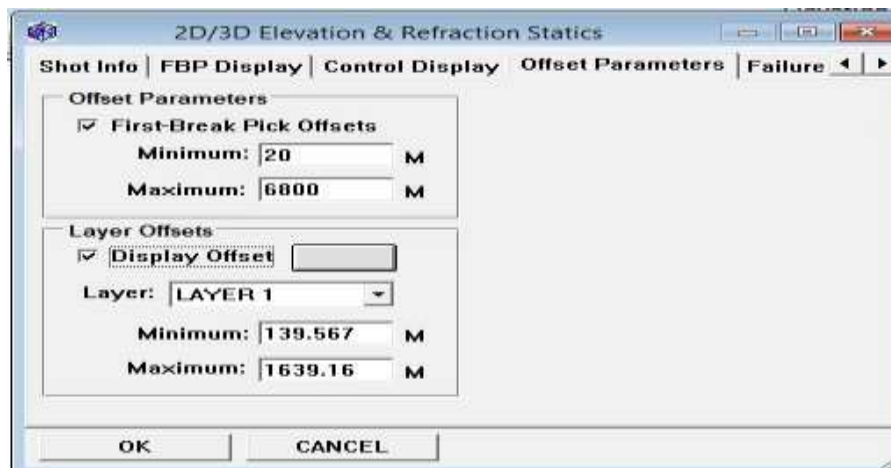 2D/3D Elevation & Refraction Statics
Shot Info FBP Display Control Display Offset Parameters Failure
Offset Parameters
First-Break Pick Offsets
Minimum: 20 M
Maximum: 6800 M
Layer Offsets
Display Offset
Layer: LAYER 1
Minimum: 139.567 M
Maximum: 1639.16 M
OK CANCEL